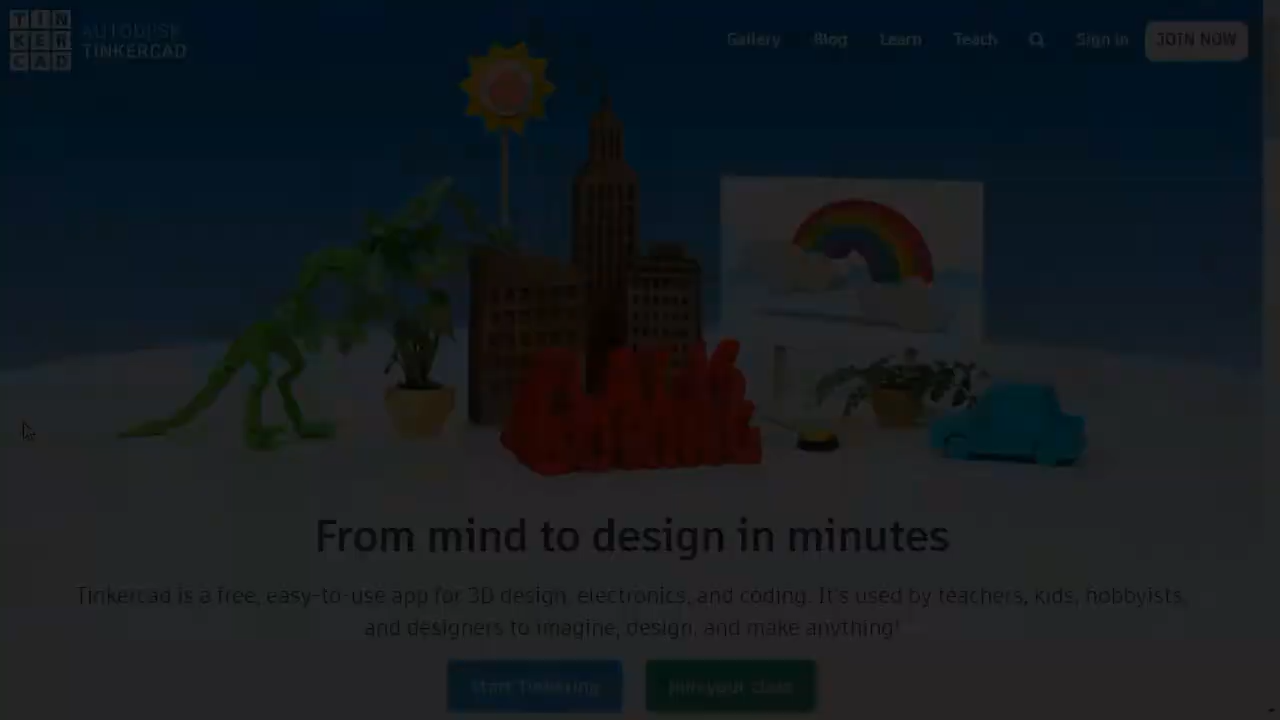 TIN
KER
CAD
AUTODESK
TINKERCAD
Gallery
Blog
Learn
Teach
Sign in
JOIN NOW
From mind to design in minutes
Tinkercad is a free, easy-to-use app for 3D design, electronics, and coding. It's used by teachers, kids, hobbyists,
and designers to imagine, design, and make anything!
Start Tinkering
Join your class